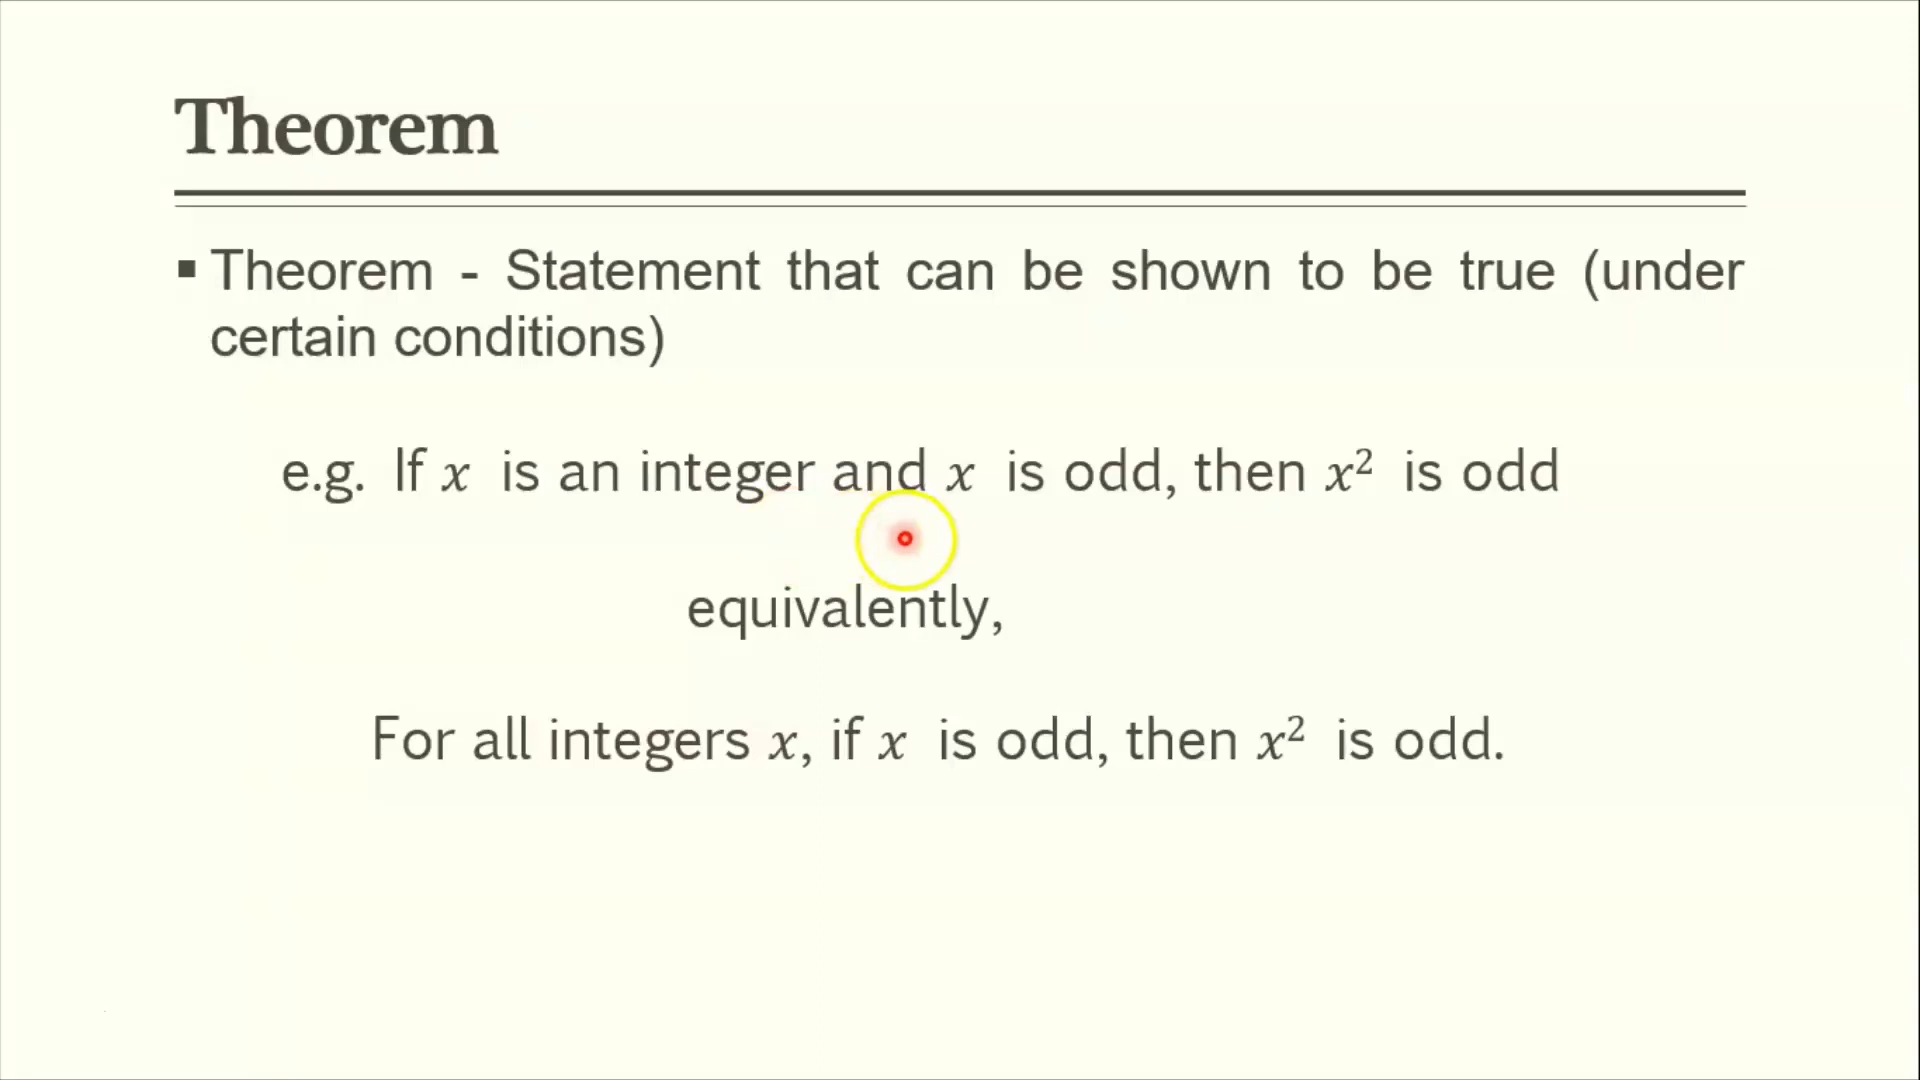 Theorem
▪ Theorem - Statement that can be shown to be true (under
certain conditions)
e.g. If x is an integer and x is odd, then x² is odd
equivalently,
For all integers x, if x is odd, then x² is odd.